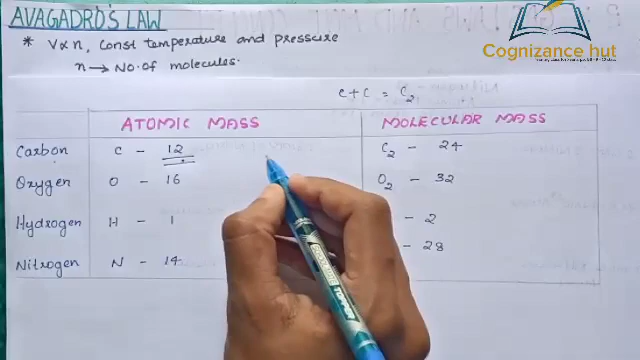 AVAGADRO'S LAW
* V∝n, Const temperature and pressure
n → No. of molecules.
Cognizance hut
C+C = C2
ATOMIC MASS MOLECULAR MASS
Carbon C - 12 C2 - 24
Oxygen O - 16 O2 - 32
Hydrogen H - 1 - 2
Nitrogen N - 14 - 28